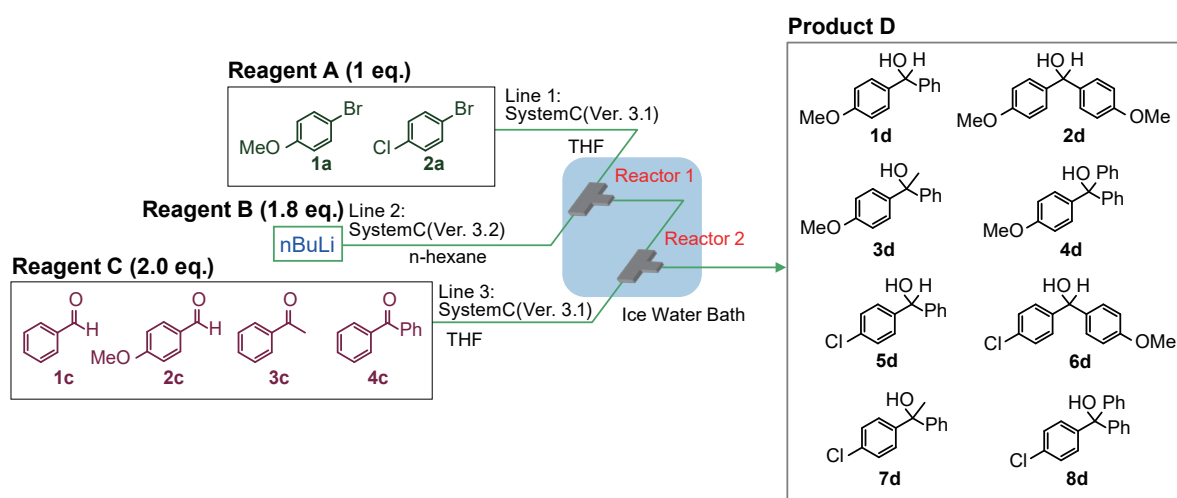 Product D
Reagent A (1 eq.)
Line 1:
SystemC(Ver. 3.1)
THF
Br
MeO
1a
Br
Cl
2a
Reactor 1
Reagent B (1.8 eq.)
Line 2:
SystemC(Ver. 3.2)
nBuLi
n-hexane
Reactor 2
Reagent C (2.0 eq.)
Line 3:
SystemC(Ver. 3.1)
THF
Ice Water Bath
O
H
1c
O
H
MeO
2c
O
3c
O
Ph
4c
HO H
Ph
MeO
1d
HO H
MeO
OMe
2d
HO
Ph
MeO
3d
HO Ph
Ph
MeO
4d
HO H
Ph
Cl
5d
HO H
Cl
OMe
6d
HO
Ph
Cl
7d
HO Ph
Ph
Cl
8d